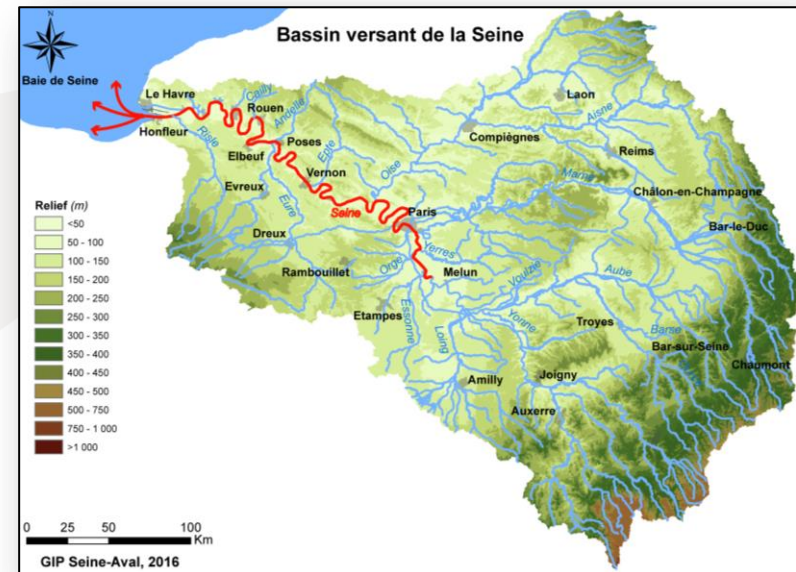 Bassin versant de la Seine
N
Baie de Seine
Le Havre
Honfleur
Risle
Cailly
Rouen
Andelle
Elbeuf
Poses
Epte
Vernon
Evreux
Eure
Seine
Oise
Compiègnes
Laon
Aisne
Reims
Marne
Châlon-en-Champagne
Bar-le-Duc
Paris
Dreux
Rambouillet
Orge
Yerres
Melun
Voulzie
Aube
Etampes
Essonne
Loing
Yonne
Troyes
Barse
Bar-sur-Seine
Chaumont
Amilly
Joigny
Auxerre
Relief (m)
<50
50 - 100
100 - 150
150 - 200
200 - 250
250 - 300
300 - 350
350 - 400
400 - 450
450 - 500
500 - 750
750 - 1 000
>1 000
0 20 40 60 80 100
Km
GIP Seine-Aval, 2016